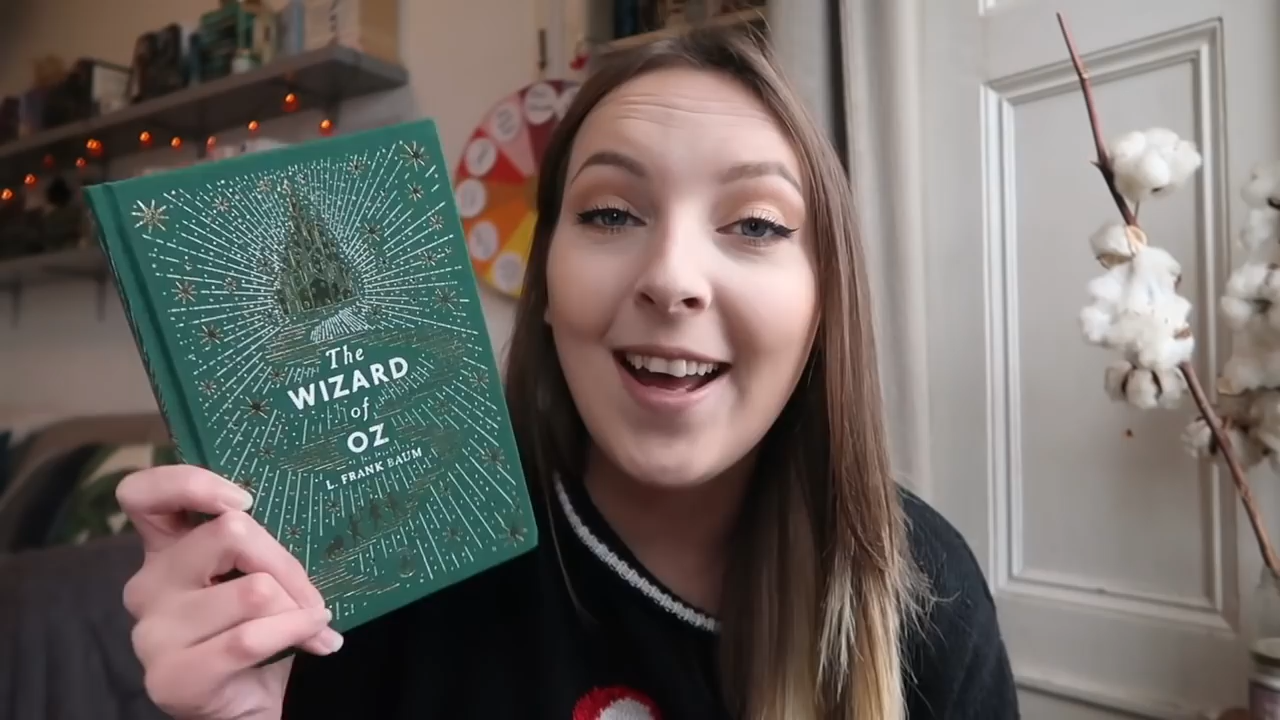 The
WIZARD
of
OZ
L. FRANK BAUM